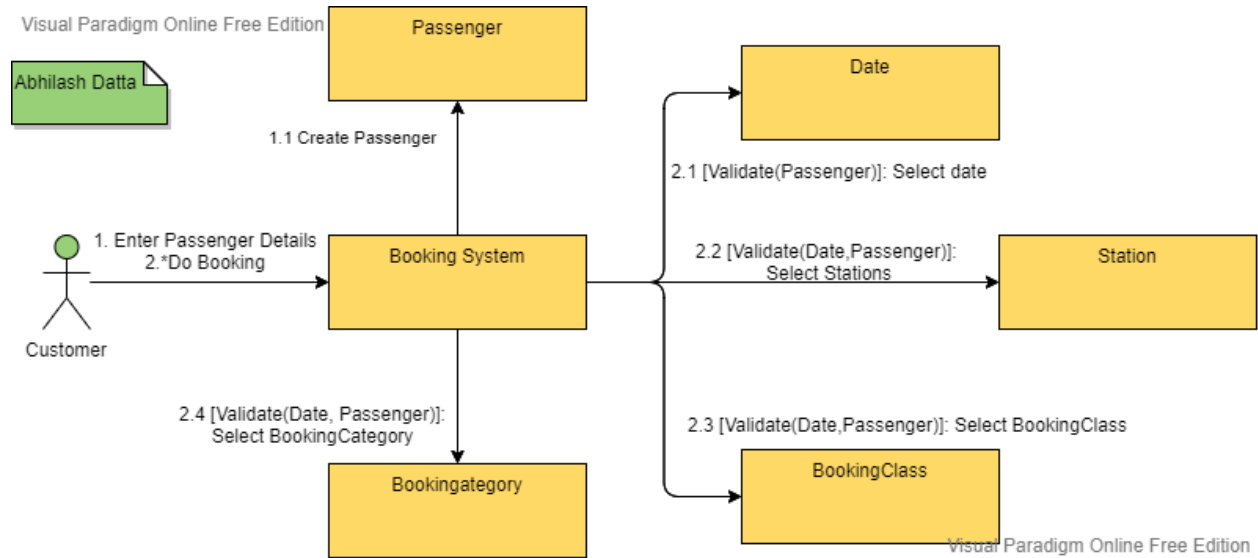 Visual Paradigm Online Free Edition
Passenger
Abhilash Datta
Date
1.1 Create Passenger
2.1 [Validate(Passenger)]: Select date
1. Enter Passenger Details
2.*Do Booking
Booking System
2.2 [Validate(Date,Passenger)]:
Select Stations
Station
Customer
2.4 [Validate(Date, Passenger)]:
Select BookingCategory
2.3 [Validate(Date,Passenger)]: Select BookingClass
Bookingategory
BookingClass
Visual Paradigm Online Free Edition